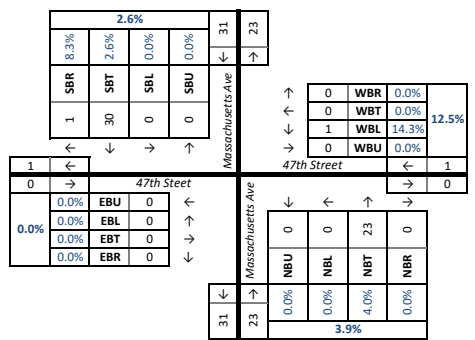 2.6%
31 23
8.3% 2.6% 0.0% 0.0%
↓ ↑
SBR SBT SBL SBU
1 30 0 0
← ↓ → ↑
Massachusetts Ave
↑ 0 WBR 0.0%
← 0 WBT 0.0%
↓ 1 WBL 14.3%
→ 0 WBU 0.0%
12.5%
1 ← 47th Street ← 1
0 → 47th Steet → 0
0.0%
0.0% EBU 0 ←
0.0% EBL 0 ↑
0.0% EBT 0 →
0.0% EBR 0 ↓
Massachusetts Ave
↓ ← ↑ →
0 0 23 0
NBU NBL NBT NBR
↓ ↑
0.0% 0.0% 4.0% 0.0%
31 23
3.9%